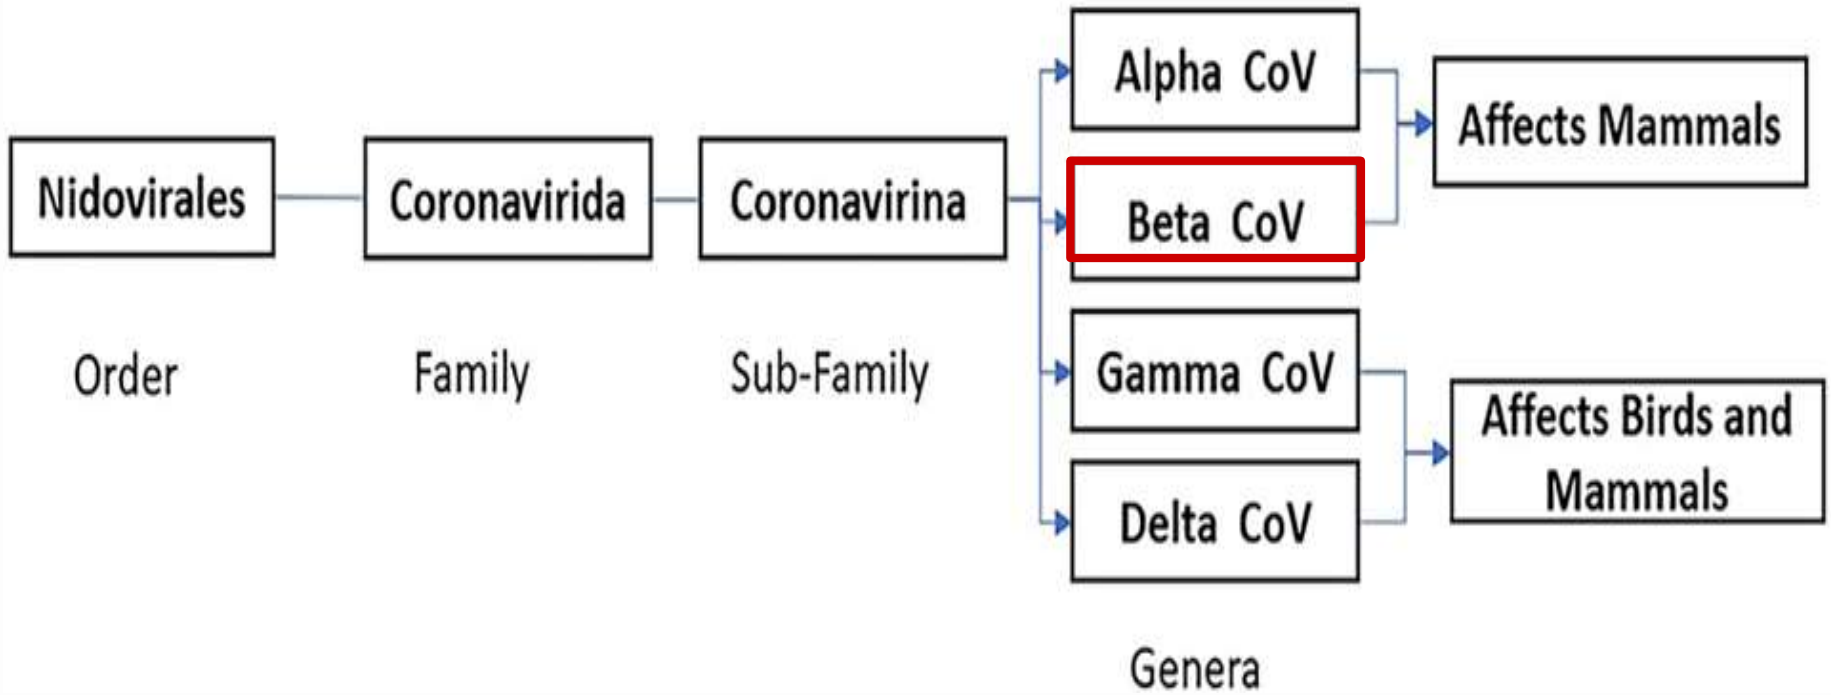 Nidovirales
Order
Coronavirida
Family
Coronavirina
Sub-Family
Alpha CoV
Beta CoV
Gamma CoV
Delta CoV
Genera
Affects Mammals
Affects Birds and
Mammals